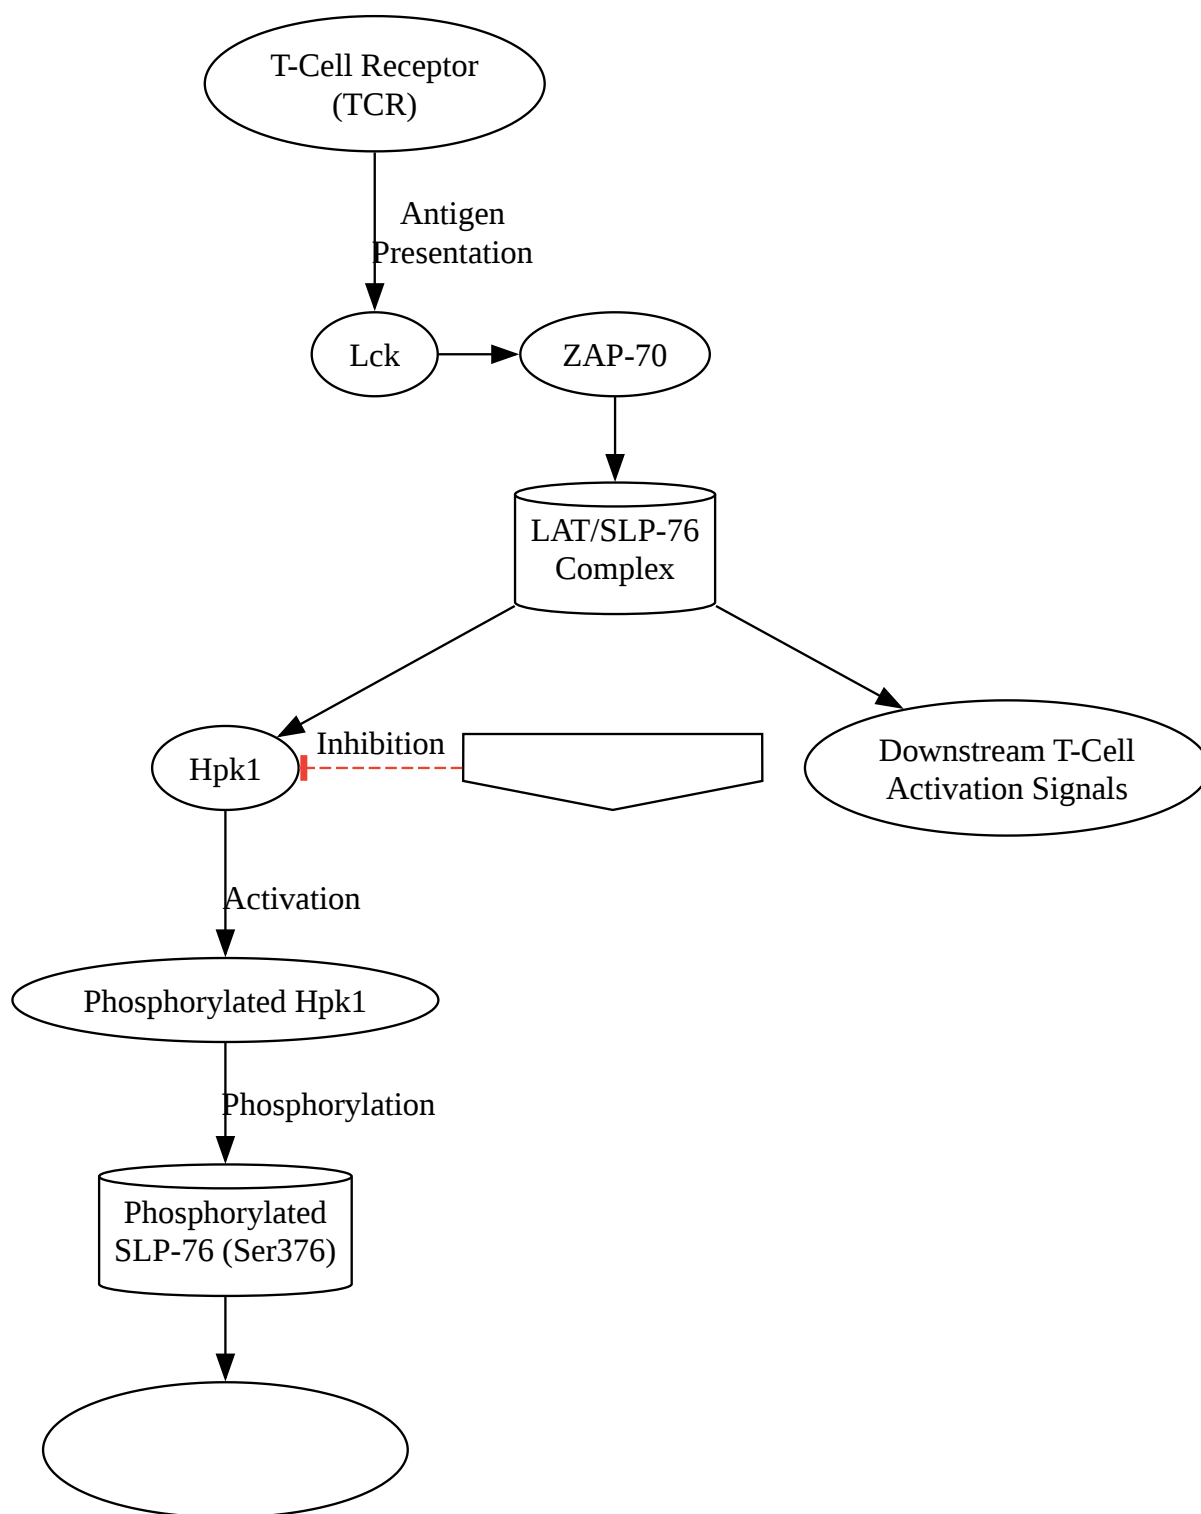 T-Cell Receptor
(TCR)
Antigen
Presentation
Lck
ZAP-70
LAT/SLP-76
Complex
Inhibition
Hpk1
Downstream T-Cell
Activation Signals
Activation
Phosphorylated Hpk1
Phosphorylation
Phosphorylated
SLP-76 (Ser376)